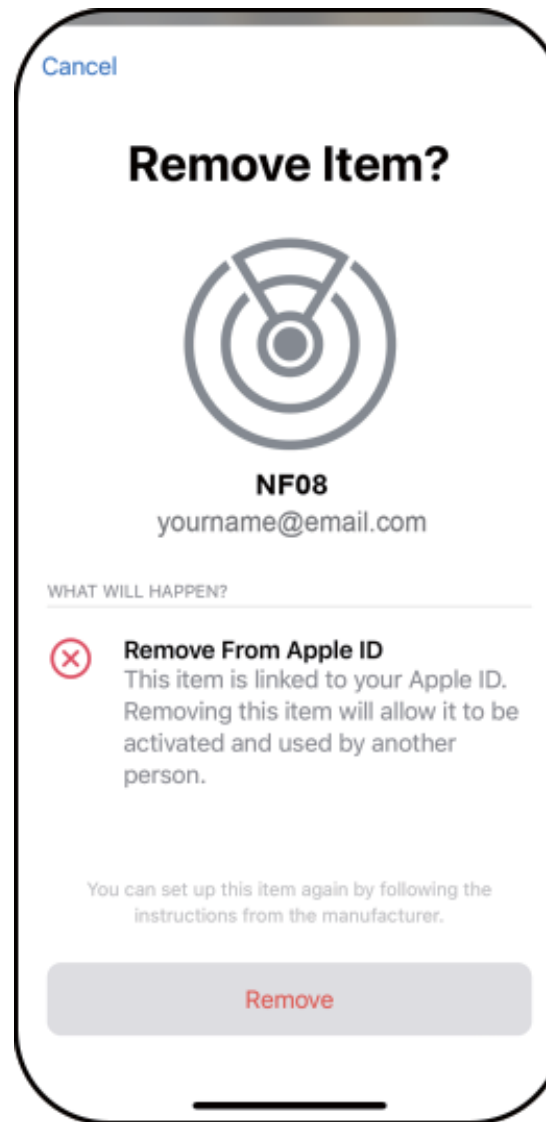 Cancel
Remove Item?
NF08
yourname@email.com
WHAT WILL HAPPEN?
Remove From Apple ID
This item is linked to your Apple ID.
Removing this item will allow it to be
activated and used by another
person.
You can set up this item again by following the
instructions from the manufacturer.
Remove